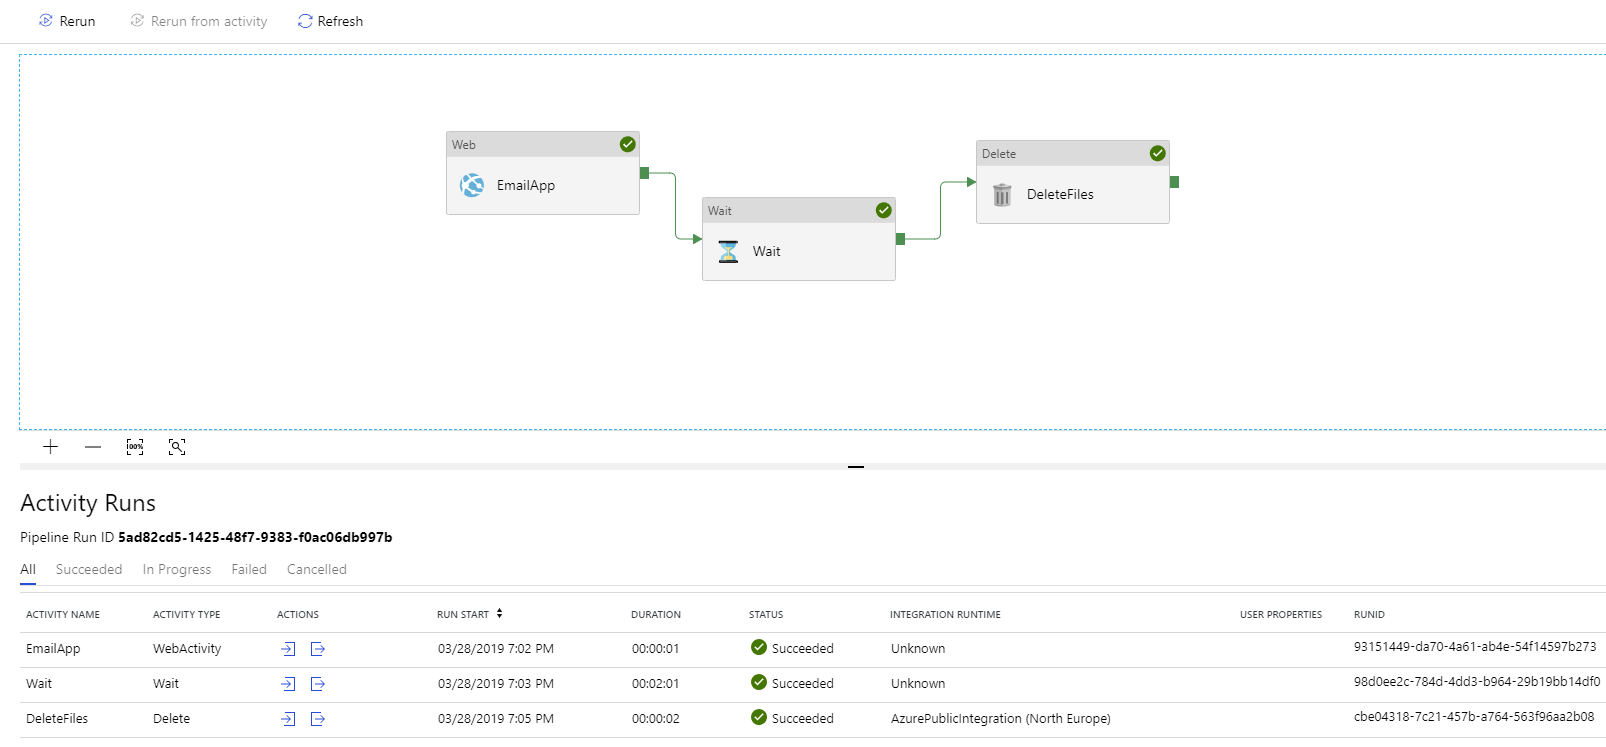 Rerun Rerun from activity Refresh
Web
EmailApp
Wait
Wait
Delete
DeleteFiles
100%
Activity Runs
Pipeline Run ID 5ad82cd5-1425-48f7-9383-f0ac06db997b
All Succeeded In Progress Failed Cancelled
ACTIVITY NAME ACTIVITY TYPE ACTIONS RUN START DURATION STATUS INTEGRATION RUNTIME USER PROPERTIES RUNID
EmailApp WebActivity 03/28/2019 7:02 PM 00:00:01 Succeeded Unknown 93151449-da70-4a61-ab4e-54f14597b273
Wait Wait 03/28/2019 7:03 PM 00:02:01 Succeeded Unknown 98d0ee2c-784d-4dd3-b964-29b19bb14df0
DeleteFiles Delete 03/28/2019 7:05 PM 00:00:02 Succeeded AzurePublicIntegration (North Europe) cbe04318-7c21-457b-a764-563f96aa2b08